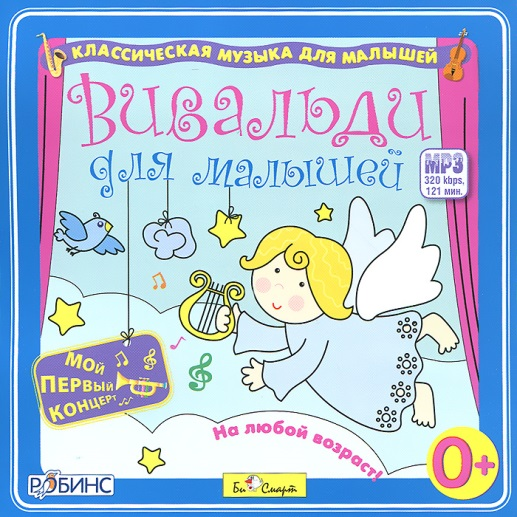 КЛАССИЧЕСКАЯ МУЗЫКА ДЛЯ МАЛЫШЕЙ
Вивальди
для малышей
MP3
320 kbps,
121 мин.
Мой
Первый
Концерт
На любой возраст!
0+
РОБИНС
Би Смарт